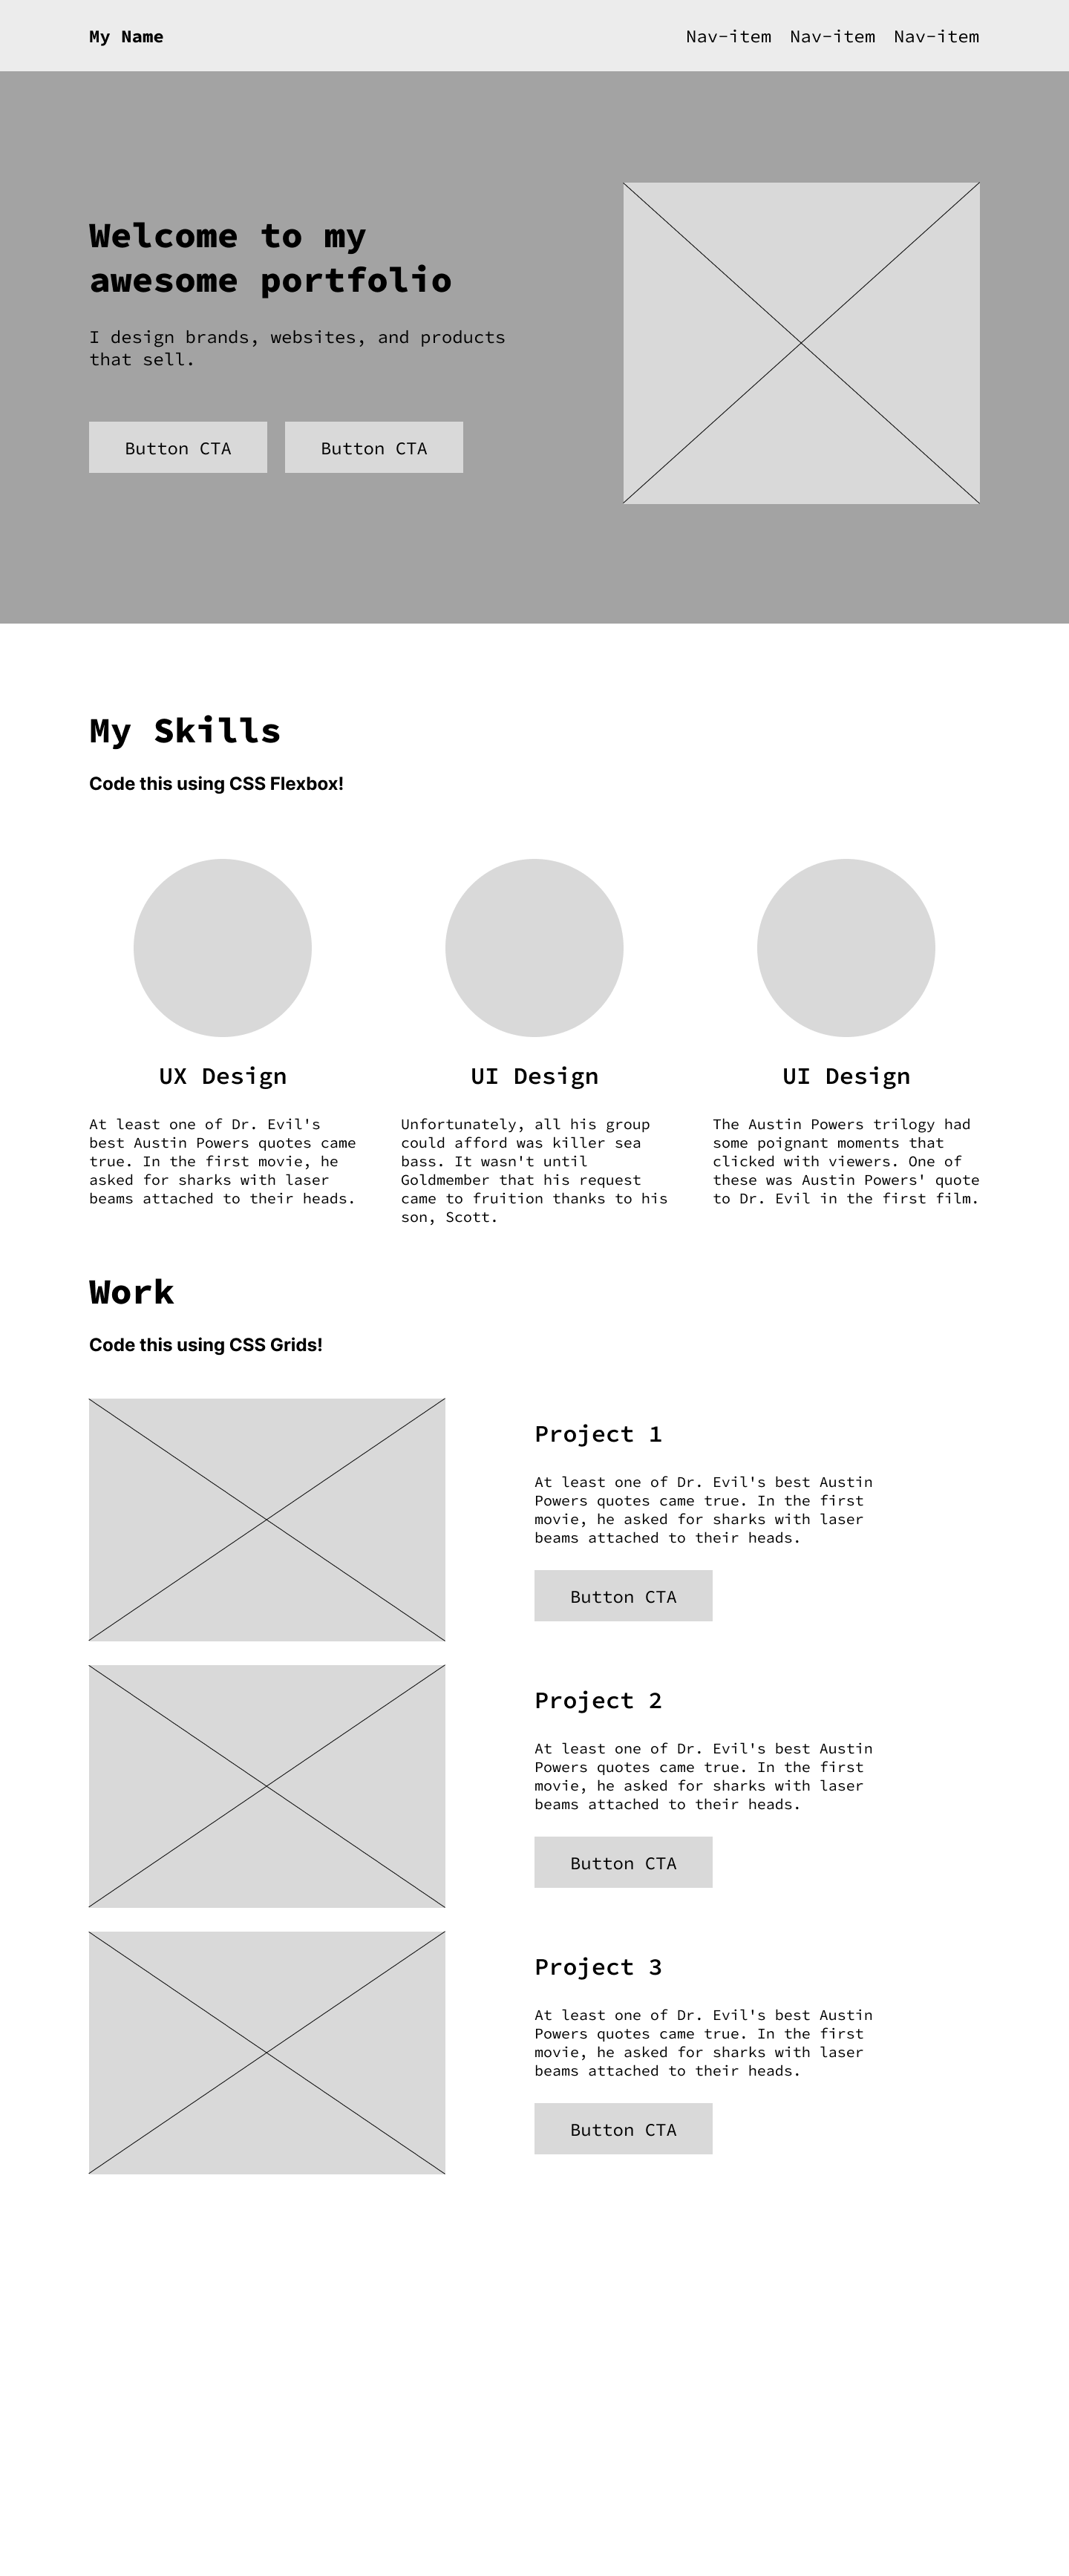 My Name
Nav-item Nav-item Nav-item
Welcome to my
awesome portfolio
I design brands, websites, and products
that sell.
Button CTA
Button CTA
My Skills
Code this using CSS Flexbox!
UX Design
At least one of Dr. Evil's
best Austin Powers quotes came
true. In the first movie, he
asked for sharks with laser
beams attached to their heads.
UI Design
Unfortunately, all his group
could afford was killer sea
bass. It wasn't until
Goldmember that his request
came to fruition thanks to his
son, Scott.
UI Design
The Austin Powers trilogy had
some poignant moments that
clicked with viewers. One of
these was Austin Powers' quote
to Dr. Evil in the first film.
Work
Code this using CSS Grids!
Project 1
At least one of Dr. Evil's best Austin
Powers quotes came true. In the first
movie, he asked for sharks with laser
beams attached to their heads.
Button CTA
Project 2
At least one of Dr. Evil's best Austin
Powers quotes came true. In the first
movie, he asked for sharks with laser
beams attached to their heads.
Button CTA
Project 3
At least one of Dr. Evil's best Austin
Powers quotes came true. In the first
movie, he asked for sharks with laser
beams attached to their heads.
Button CTA